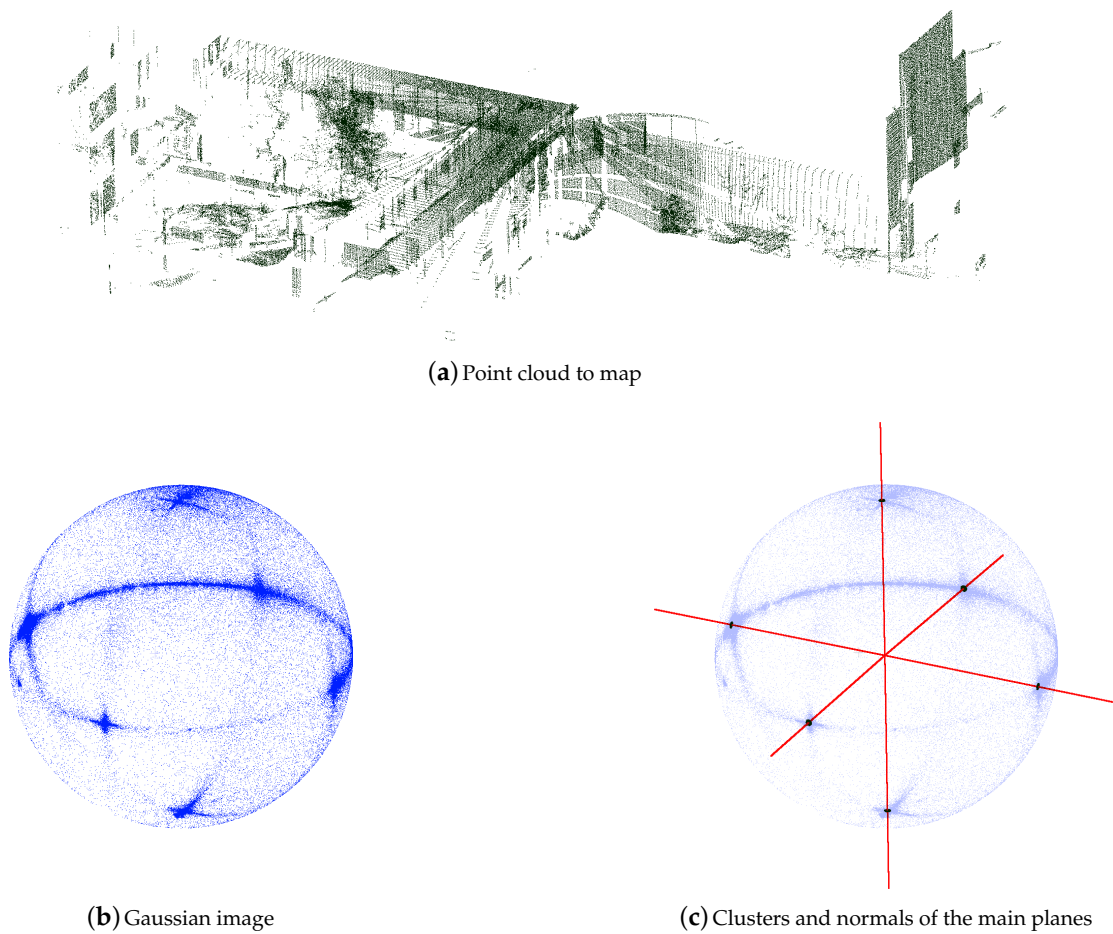 (a) Point cloud to map
(b) Gaussian image
(c) Clusters and normals of the main planes